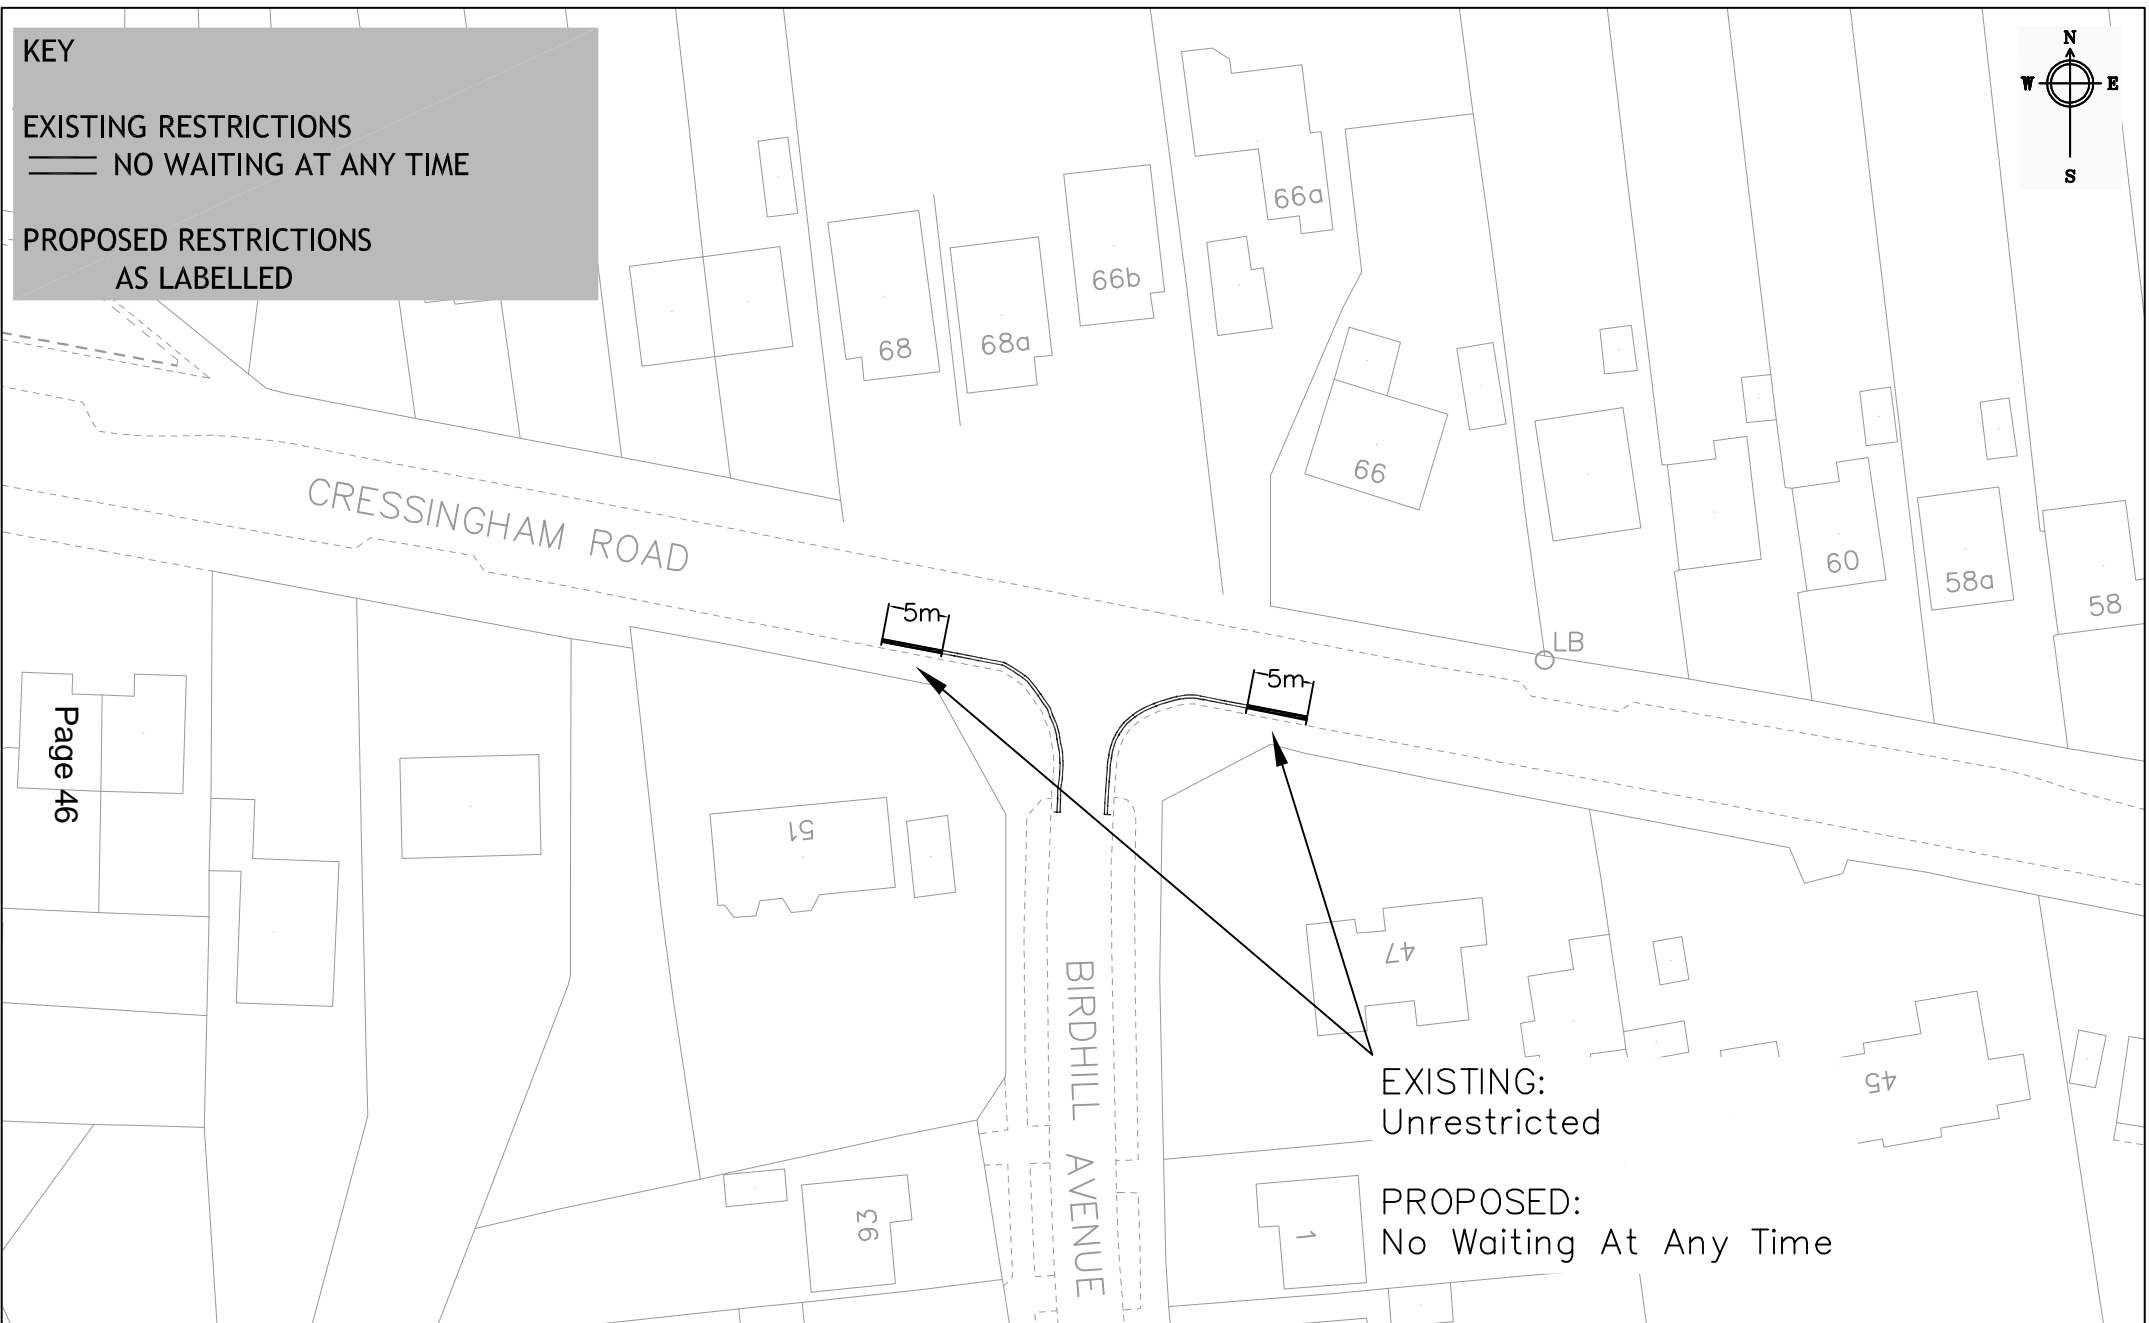 KEY
EXISTING RESTRICTIONS
NO WAITING AT ANY TIME
PROPOSED RESTRICTIONS
AS LABELLED
N
W E
S
66a
66b
68
68a
66
60
58a
58
CRESSINGHAM ROAD
5m
LB
5m
Page 46
51
47
45
BIRDHILL AVENUE
93
1
EXISTING:
Unrestricted
PROPOSED:
No Waiting At Any Time